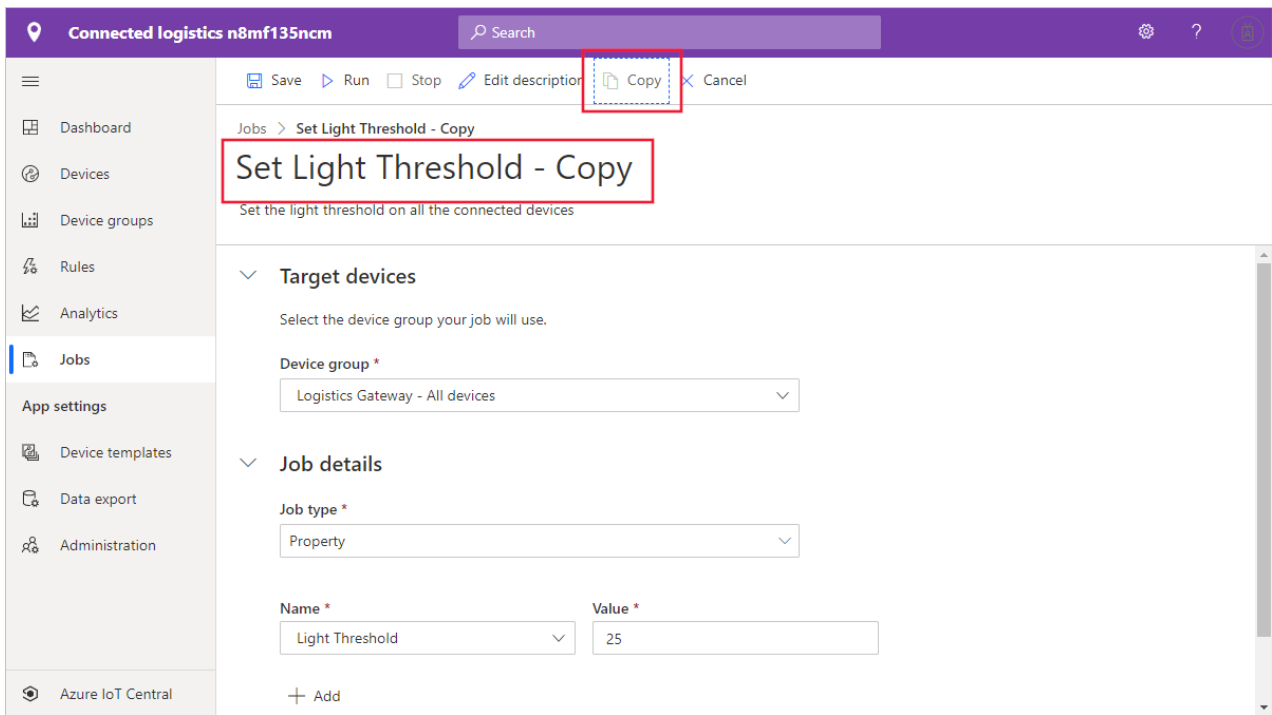 Connected logistics n8mf135ncm
Search
?
Save Run Stop Edit description Copy Cancel
Dashboard
Devices
Device groups
Rules
Analytics
Jobs
App settings
Device templates
Data export
Administration
Azure IoT Central
Jobs > Set Light Threshold - Copy
Set Light Threshold - Copy
Set the light threshold on all the connected devices
Target devices
Select the device group your job will use.
Device group *
Logistics Gateway - All devices
Job details
Job type *
Property
Name * Value *
Light Threshold 25
+ Add